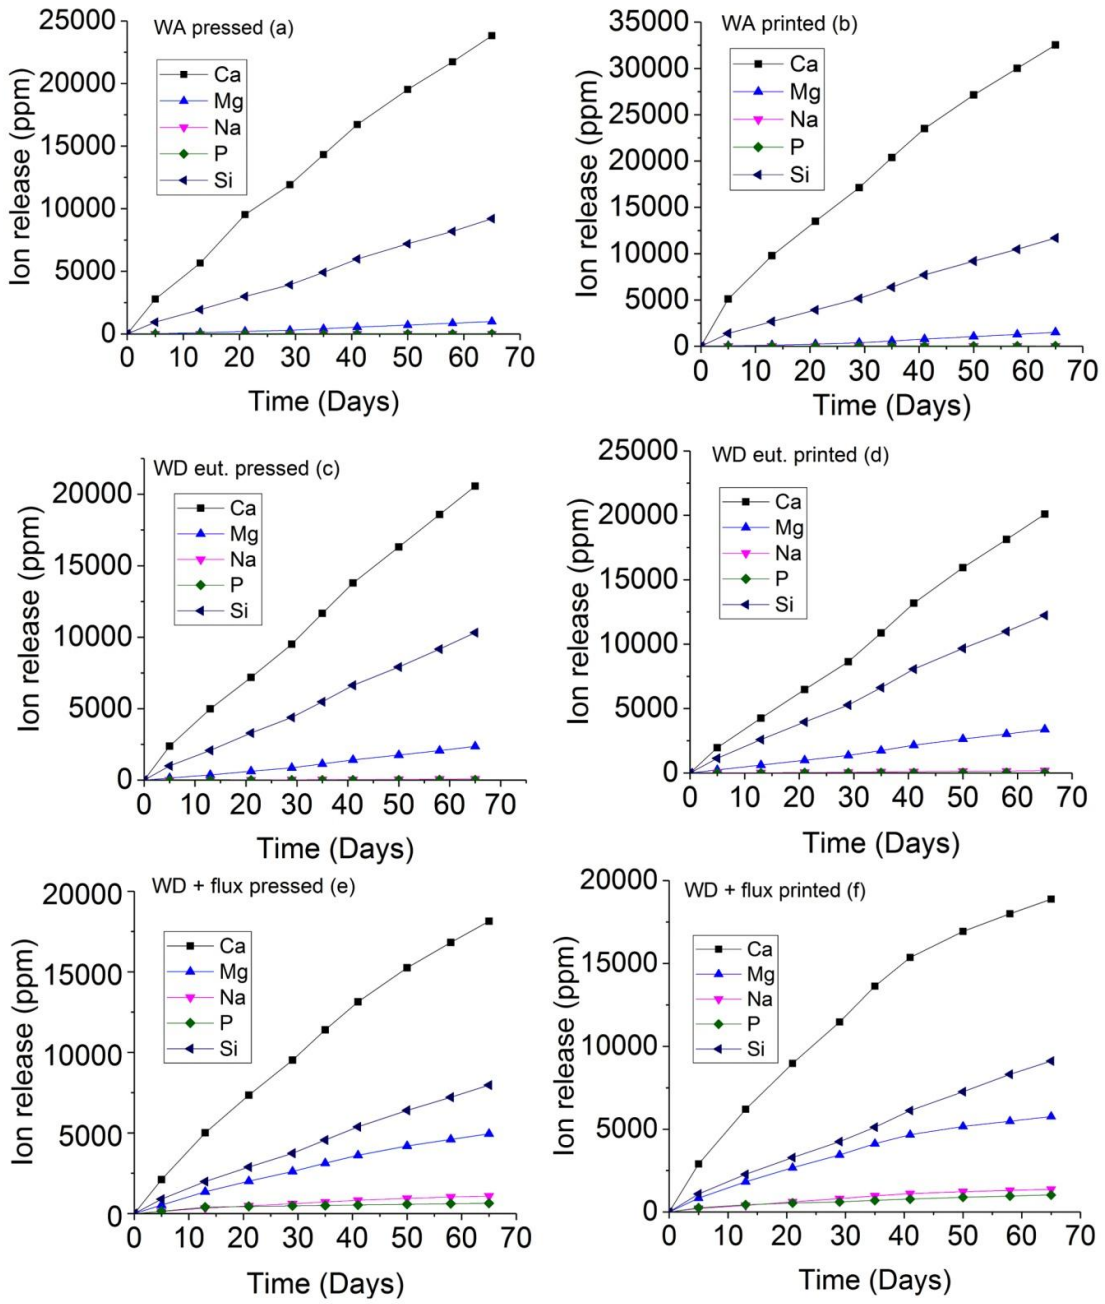 WA pressed (a)
Ion release (ppm)
25000
20000
15000
10000
5000
0
Ca
Mg
Na
P
Si
0 10 20 30 40 50 60 70
Time (Days)
WA printed (b)
Ion release (ppm)
35000
30000
25000
20000
15000
10000
5000
0
Ca
Mg
Na
P
Si
0 10 20 30 40 50 60 70
Time (Days)
WD eut. pressed (c)
Ion release (ppm)
20000
15000
10000
5000
0
Ca
Mg
Na
P
Si
0 10 20 30 40 50 60 70
Time (Days)
WD eut. printed (d)
Ion release (ppm)
25000
20000
15000
10000
5000
0
Ca
Mg
Na
P
Si
0 10 20 30 40 50 60 70
Time (Days)
WD + flux pressed (e)
Ion release (ppm)
20000
15000
10000
5000
0
Ca
Mg
Na
P
Si
0 10 20 30 40 50 60 70
Time (Days)
WD + flux printed (f)
Ion release (ppm)
20000
15000
10000
5000
0
Ca
Mg
Na
P
Si
0 10 20 30 40 50 60 70
Time (Days)